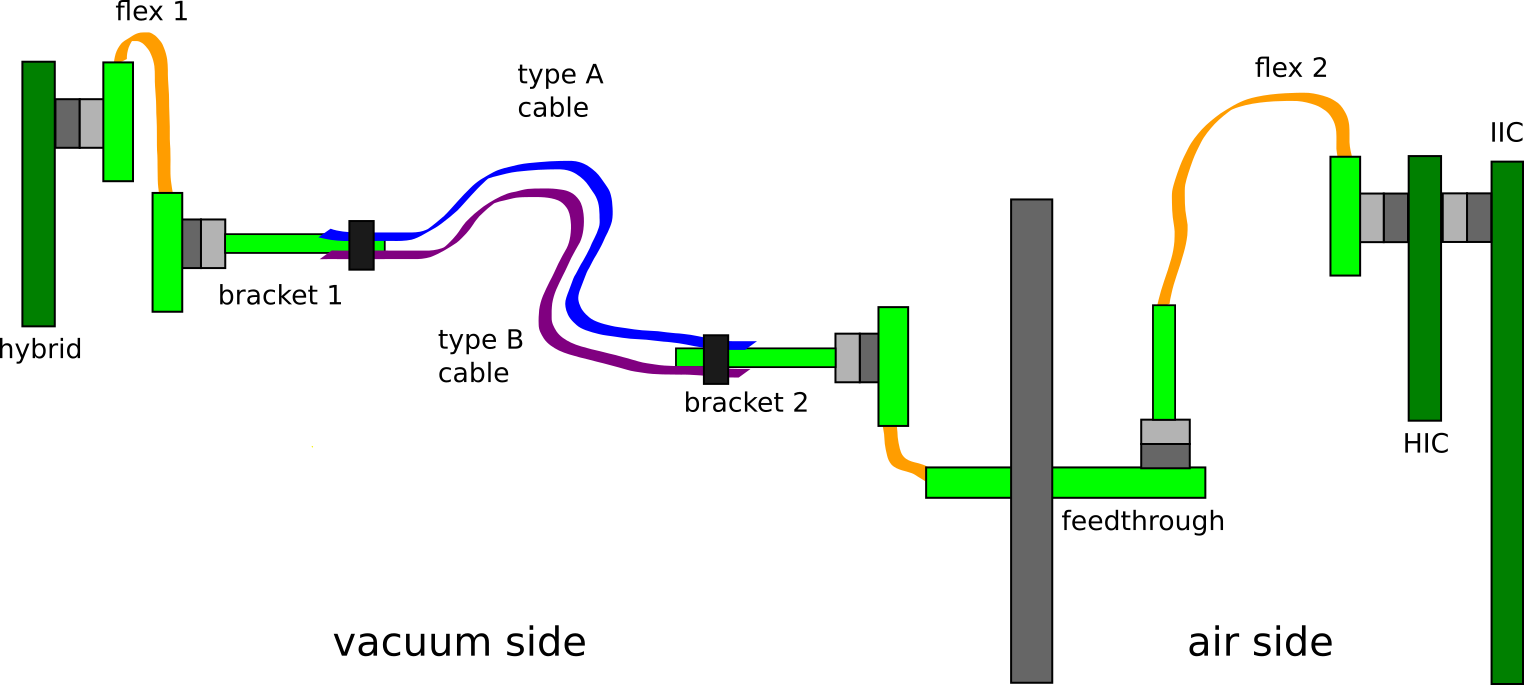 flex 1
type A
cable
flex 2
IIC
bracket 1
hybrid
type B
cable
bracket 2
HIC
feedthrough
vacuum side
air side